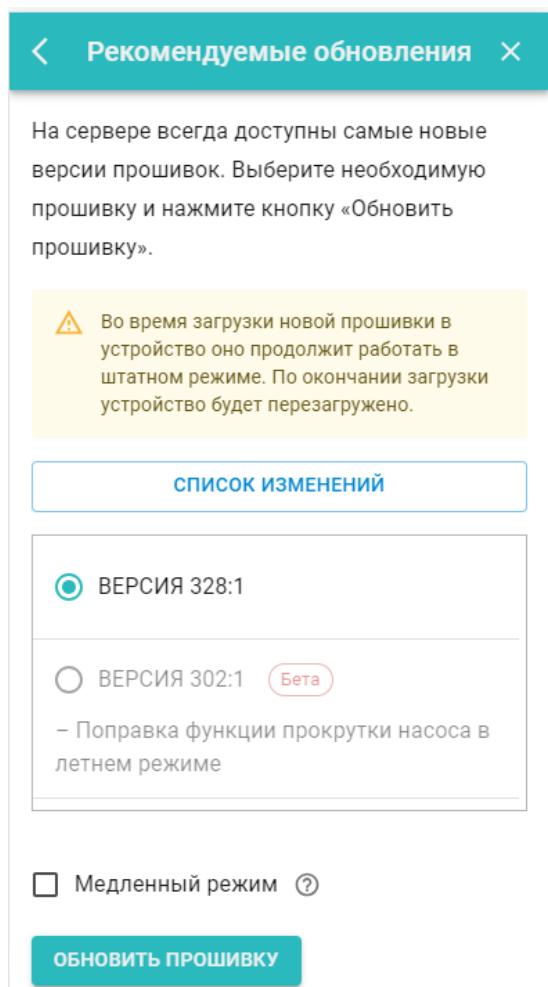 Рекомендуемые обновления
На сервере всегда доступны самые новые
версии прошивок. Выберите необходимую
прошивку и нажмите кнопку «Обновить
прошивку».
Во время загрузки новой прошивки в
устройство оно продолжит работать в
штатном режиме. По окончании загрузки
устройство будет перезагружено.
СПИСОК ИЗМЕНЕНИЙ
ВЕРСИЯ 328:1
ВЕРСИЯ 302:1 Бета
– Поправка функции прокрутки насоса в
летнем режиме
Медленный режим
ОБНОВИТЬ ПРОШИВКУ